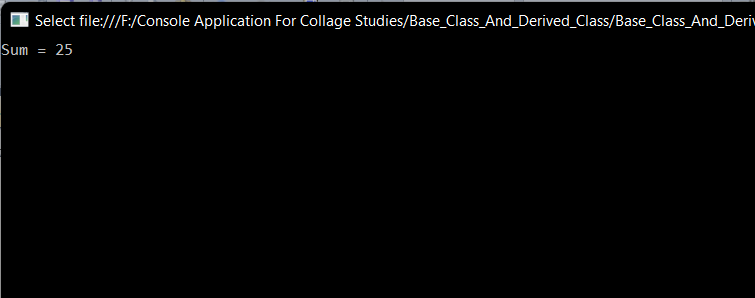 Select file:///F:/Console Application For Collage Studies/Base_Class_And_Derived_Class/Base_Class_And_Deriv
Sum = 25